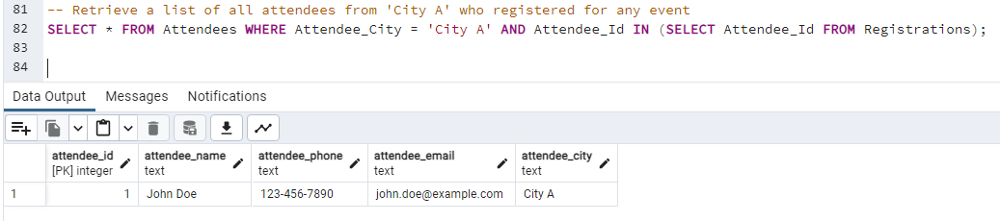 81 -- Retrieve a list of all attendees from 'City A' who registered for any event
82 SELECT * FROM Attendees WHERE Attendee_City = 'City A' AND Attendee_Id IN (SELECT Attendee_Id FROM Registrations);
83
84
Data Output Messages Notifications
attendee_id attendee_name attendee_phone attendee_email attendee_city
[PK] integer text text text text
1 1 John Doe 123-456-7890 john.doe@example.com City A